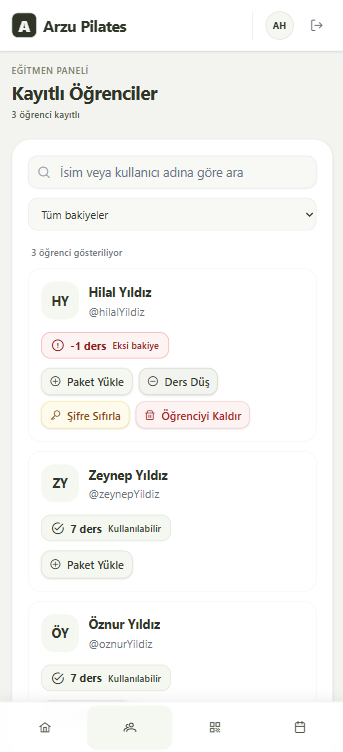 A Arzu Pilates AH
EĞİTMEN PANELİ
Kayıtlı Öğrenciler
3 öğrenci kayıtlı
İsim veya kullanıcı adına göre ara
Tüm bakiyeler
3 öğrenci gösteriliyor
HY Hilal Yıldız
@hilalYildiz
-1 ders Eksi bakiye
Paket Yükle Ders Düş
Şifre Sıfırla Öğrenciyi Kaldır
ZY Zeynep Yıldız
@zeynepYildiz
7 ders Kullanılabilir
Paket Yükle
ÖY Öznur Yıldız
@oznurYildiz
7 ders Kullanılabilir